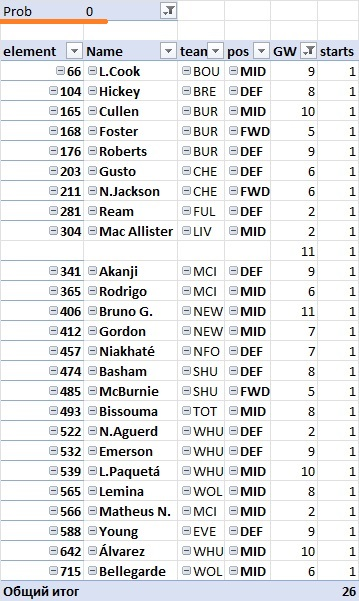 Prob 0
element Name team pos GW starts
66 L.Cook BOU MID 9 1
104 Hickey BRE DEF 8 1
165 Cullen BUR MID 10 1
168 Foster BUR FWD 5 1
176 Roberts BUR DEF 9 1
203 Gusto CHE DEF 6 1
211 N.Jackson CHE FWD 6 1
281 Ream FUL DEF 2 1
304 Mac Allister LIV MID 2 1
11 1
341 Akanji MCI DEF 9 1
365 Rodrigo MCI MID 6 1
406 Bruno G. NEW MID 11 1
412 Gordon NEW MID 7 1
457 Niakhaté NFO DEF 7 1
474 Basham SHU DEF 8 1
485 McBurnie SHU FWD 5 1
493 Bissouma TOT MID 8 1
522 N.Aguerd WHU DEF 2 1
532 Emerson WHU DEF 9 1
539 L.Paquetá WHU MID 10 1
565 Lemina WOL MID 8 1
566 Matheus N. MCI MID 2 1
588 Young EVE DEF 9 1
642 Álvarez WHU MID 10 1
715 Bellegarde WOL MID 6 1
Общий итог 26